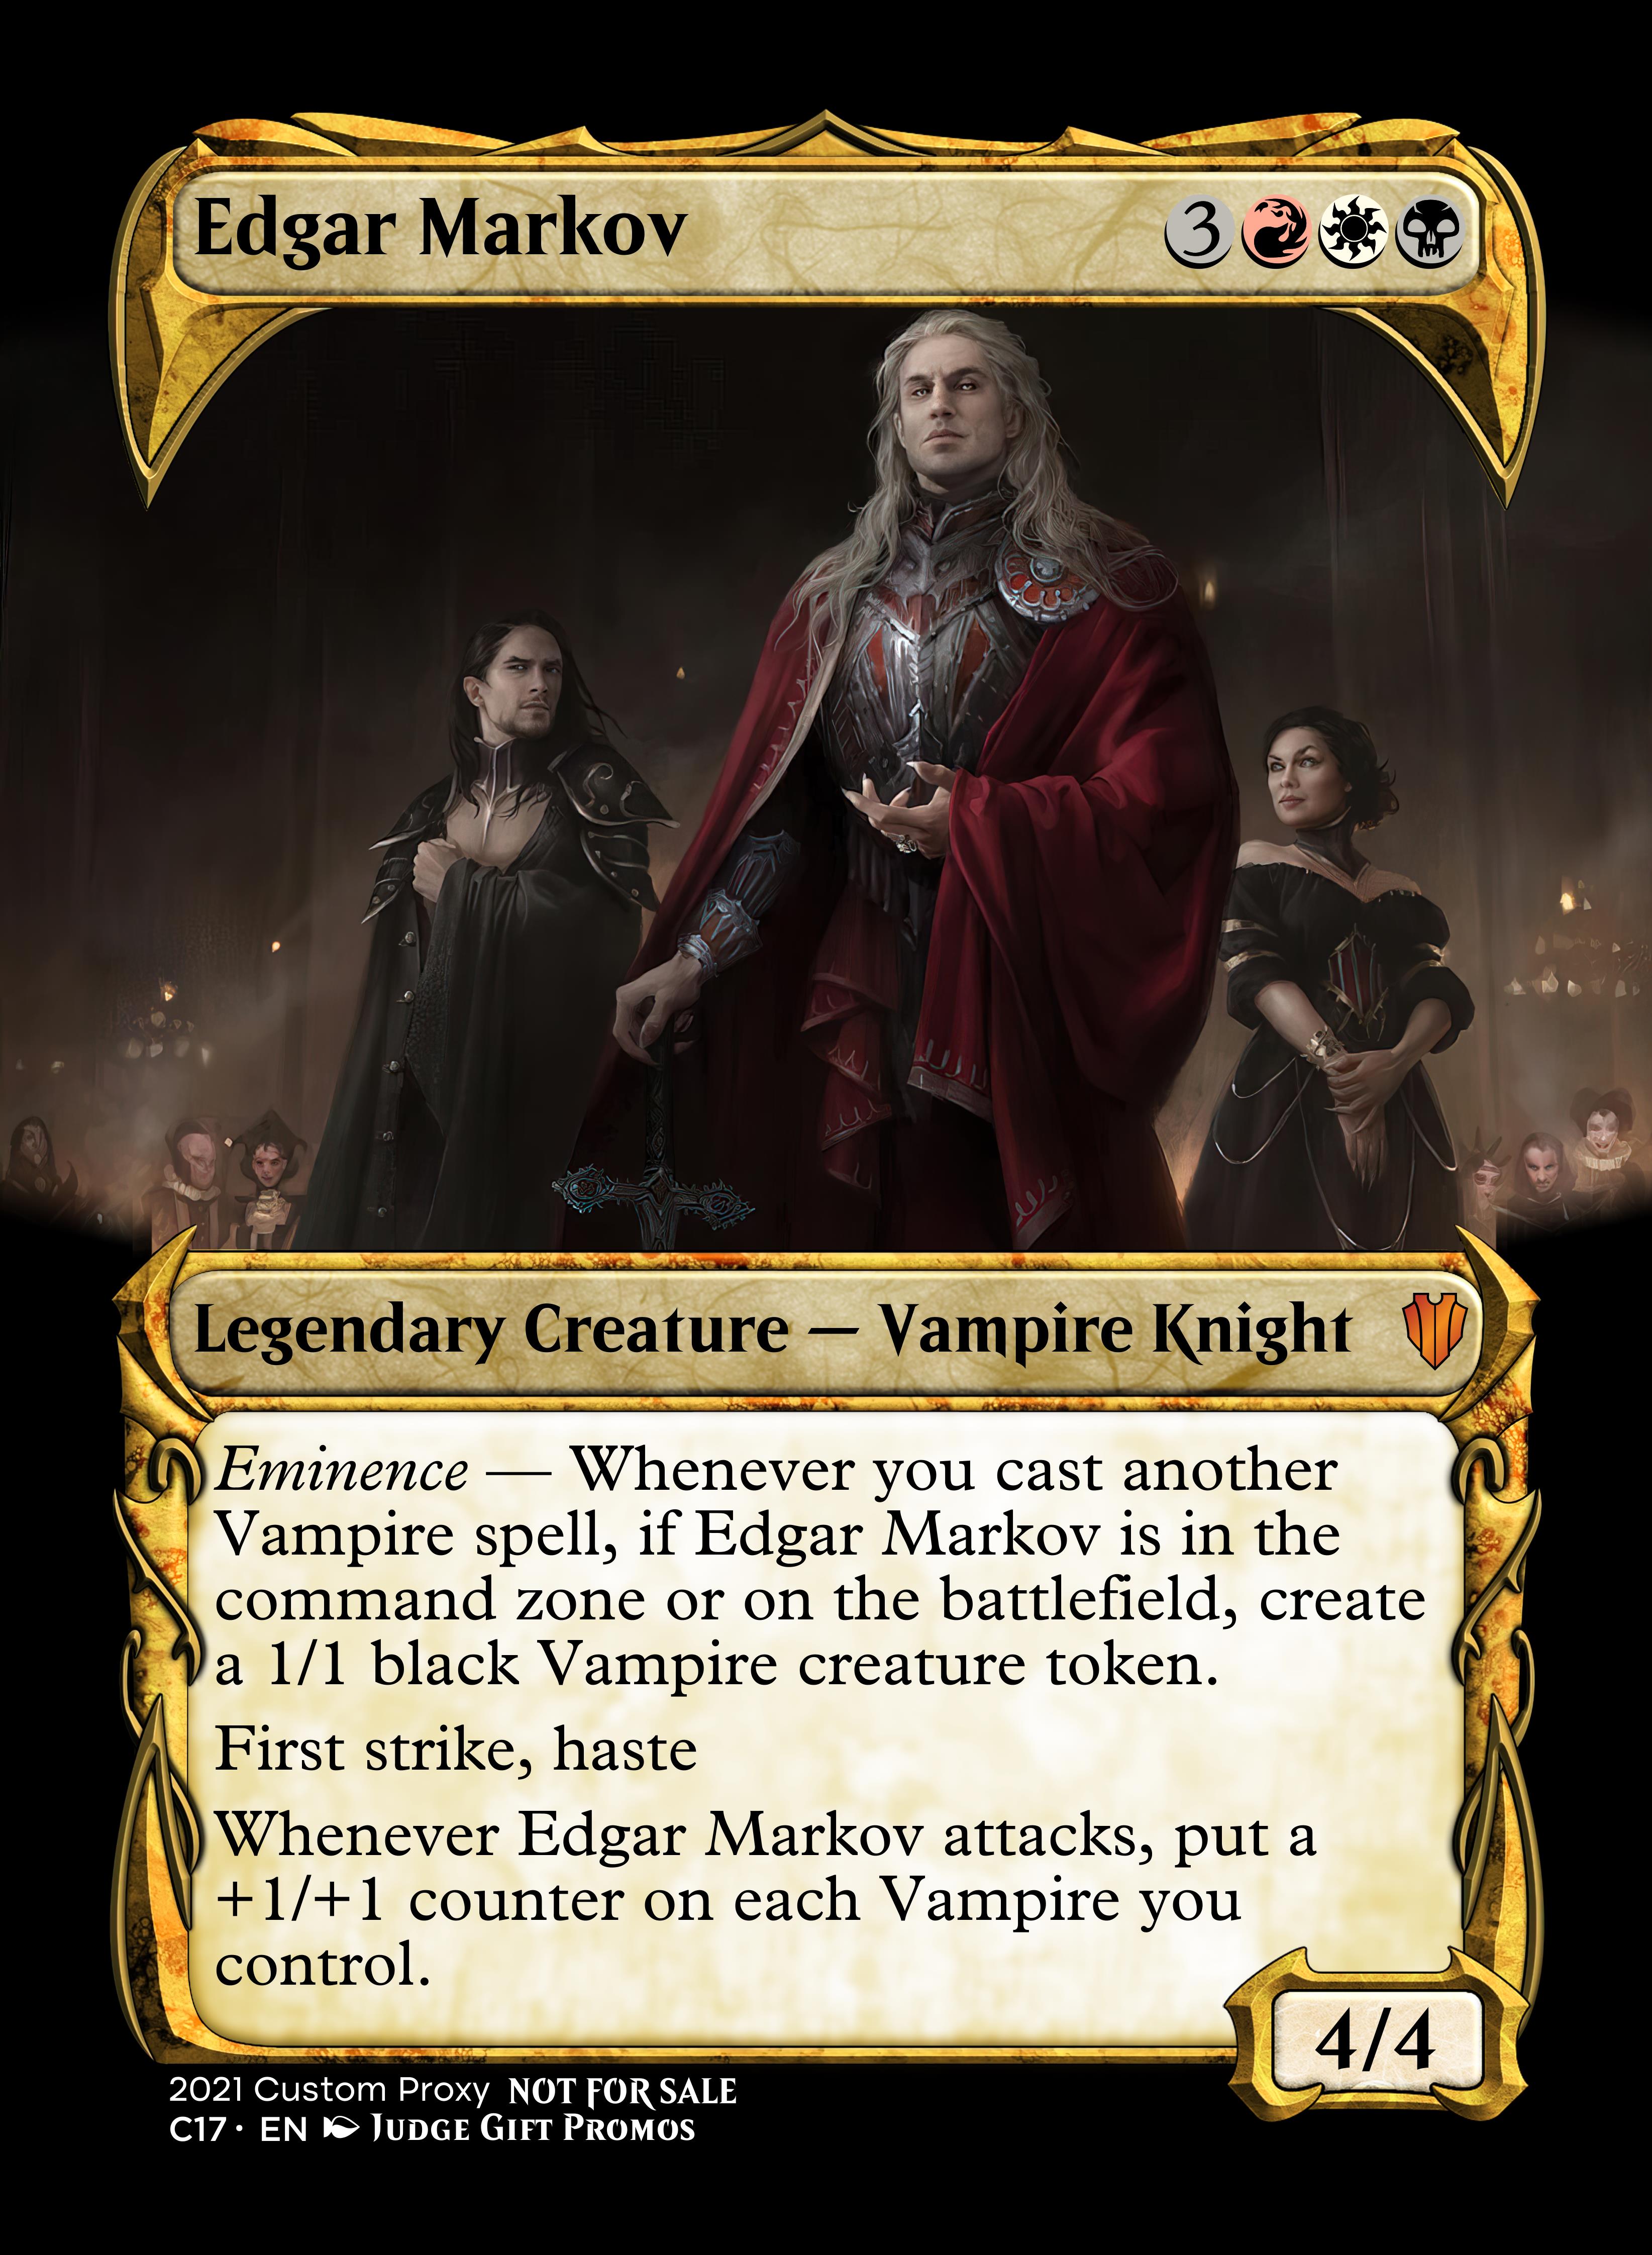 Edgar Markov
3
Legendary Creature — Vampire Knight
Eminence — Whenever you cast another
Vampire spell, if Edgar Markov is in the
command zone or on the battlefield, create
a 1/1 black Vampire creature token.
First strike, haste
Whenever Edgar Markov attacks, put a
+1/+1 counter on each Vampire you
control.
4/4
2021 Custom Proxy NOT FOR SALE
C17 · EN Judge Gift Promos